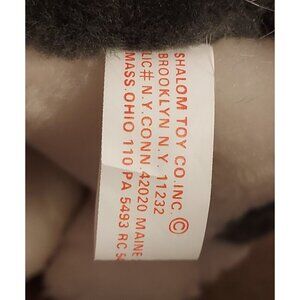 SHALOM TOY CO.INC. ©
BROOKLYN N.Y. 11232
LIC# N.Y.CONN. 42020 MAINE
MASS.OHIO 110 PA 5493 RC